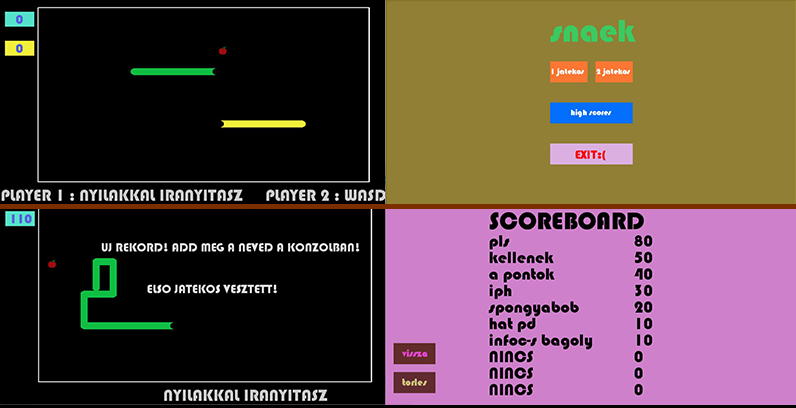 0
0
PLAYER 1 : NYILAKKAL IRANYITASZ PLAYER 2 : WASD
snaek
1 jatekos 2 jatekos
high scores
EXIT:(
110
UJ REKORD! ADD MEG A NEVED A KONZOLBAN!
ELSO JATEKOS VESZTETT!
NYILAKKAL IRANYITASZ
SCOREBOARD
pls 80
kellenek 50
a pontok 40
iph 30
spongyabob 20
hat pd 10
infoc-s bagoly 10
NINCS 0
NINCS 0
NINCS 0
vissza
torles